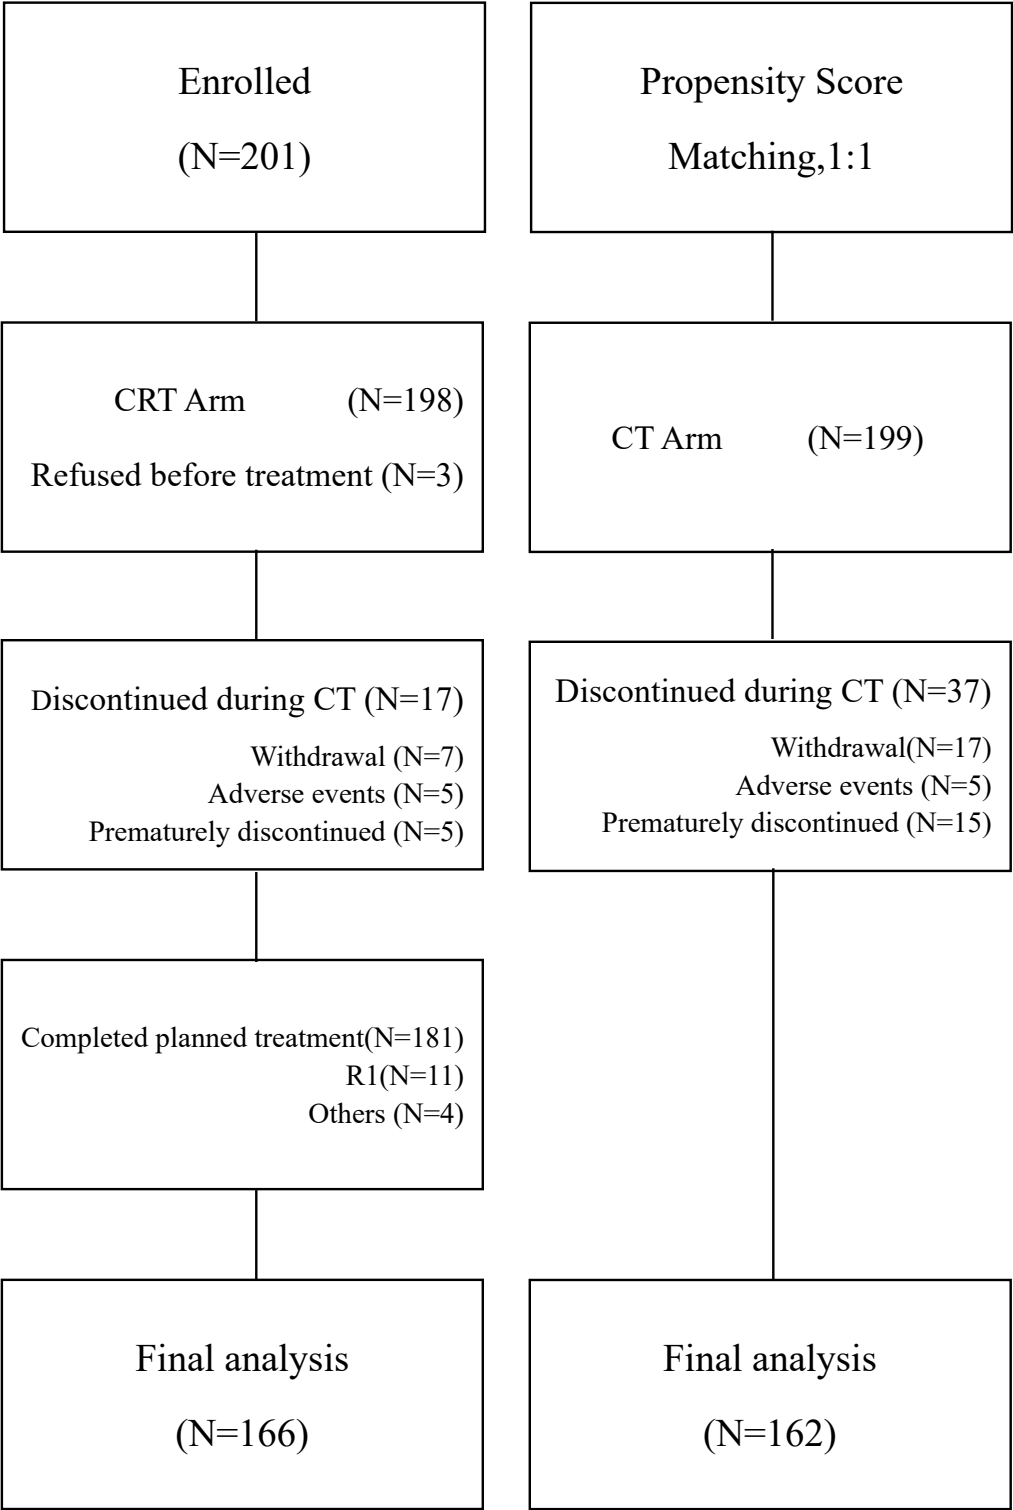 Enrolled
(N=201)
Propensity Score
Matching,1:1
CRT Arm (N=198)
Refused before treatment (N=3)
CT Arm (N=199)
Discontinued during CT (N=17)
Withdrawal (N=7)
Adverse events (N=5)
Prematurely discontinued (N=5)
Discontinued during CT (N=37)
Withdrawal(N=17)
Adverse events (N=5)
Prematurely discontinued (N=15)
Completed planned treatment(N=181)
R1(N=11)
Others (N=4)
Final analysis
(N=166)
Final analysis
(N=162)